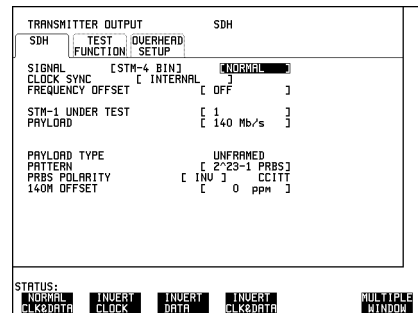 TRANSMITTER OUTPUT SDH
SDH TEST FUNCTION OVERHEAD SETUP
SIGNAL [STM-4 BIN] [NORMAL ]
CLOCK SYNC [ INTERNAL ]
FREQUENCY OFFSET [ OFF ]
STM-1 UNDER TEST [ 1 ]
PAYLOAD [ 140 Mb/s ]
PAYLOAD TYPE UNFRAMED
PATTERN [ 2^23-1 PRBS]
PRBS POLARITY [ INV ] CCITT
140M OFFSET [ 0 PPM ]
STATUS:
NORMAL CLK&DATA INVERT CLOCK INVERT DATA INVERT CLK&DATA MULTIPLE WINDOW